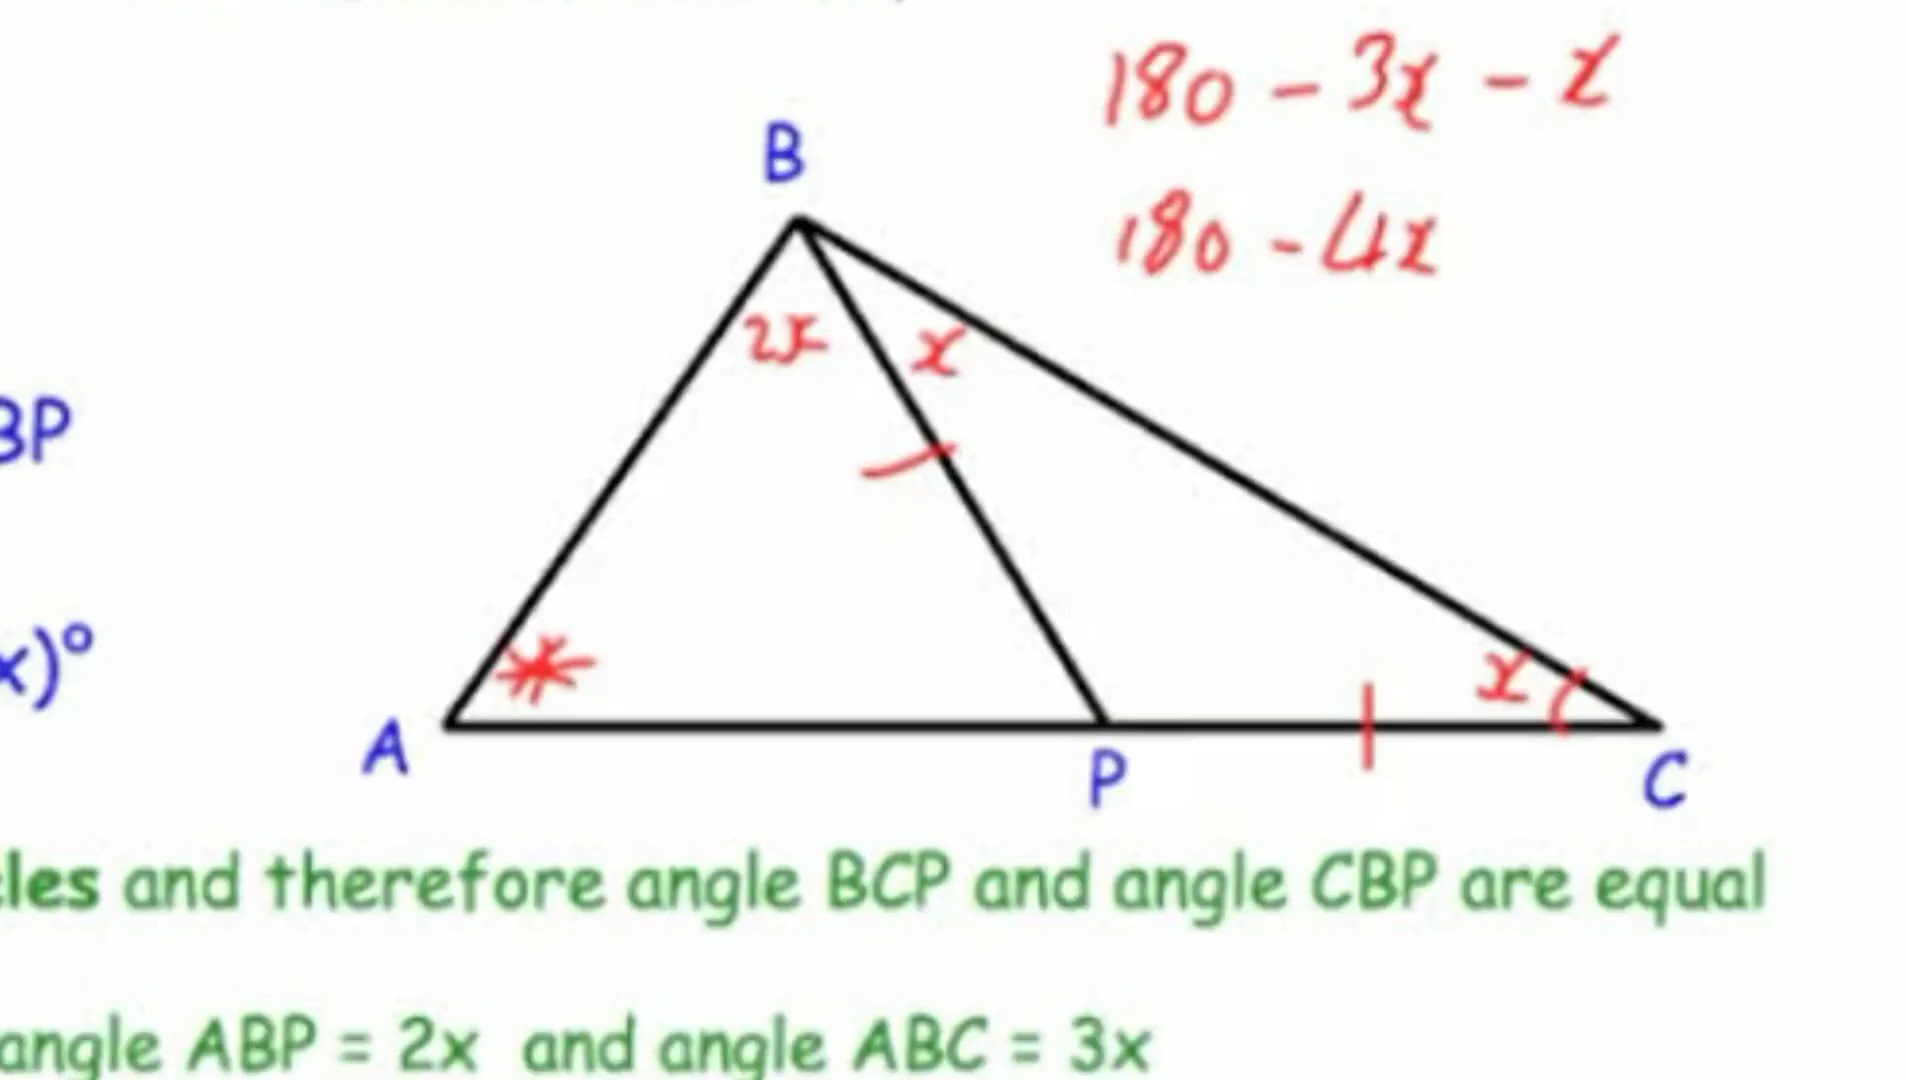 180 - 3x - x
B
180 - 4x
2x
x
BP
x)°
x
A
P
C
cles and therefore angle BCP and angle CBP are equal
angle ABP = 2x and angle ABC = 3x